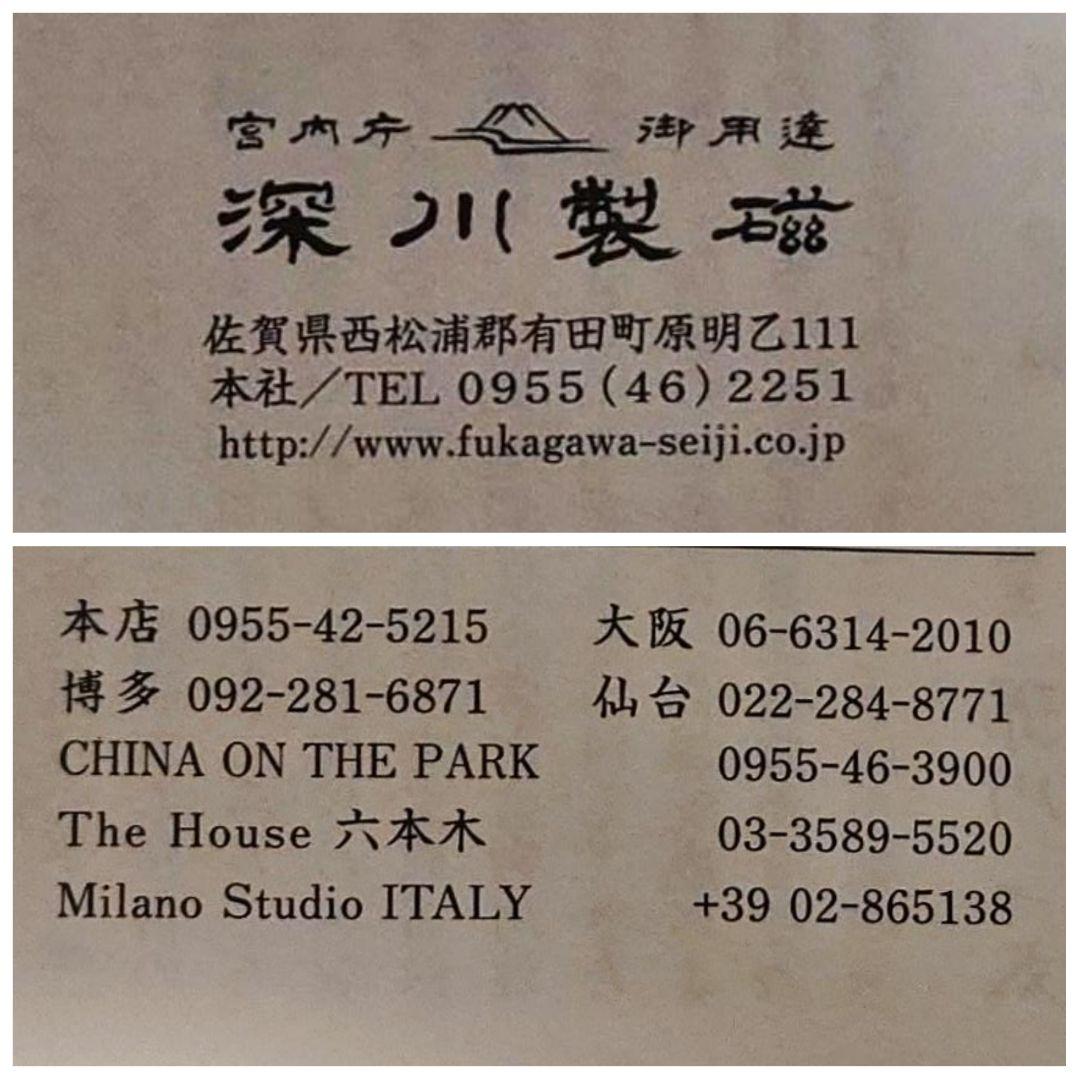 宮内庁 御用達
深川製磁
佐賀県西松浦郡有田町原明乙111
本社／TEL 0955(46)2251
http://www.fukagawa-seiji.co.jp
本店 0955-42-5215 大阪 06-6314-2010
博多 092-281-6871 仙台 022-284-8771
CHINA ON THE PARK 0955-46-3900
The House 六本木 03-3589-5520
Milano Studio ITALY +39 02-865138